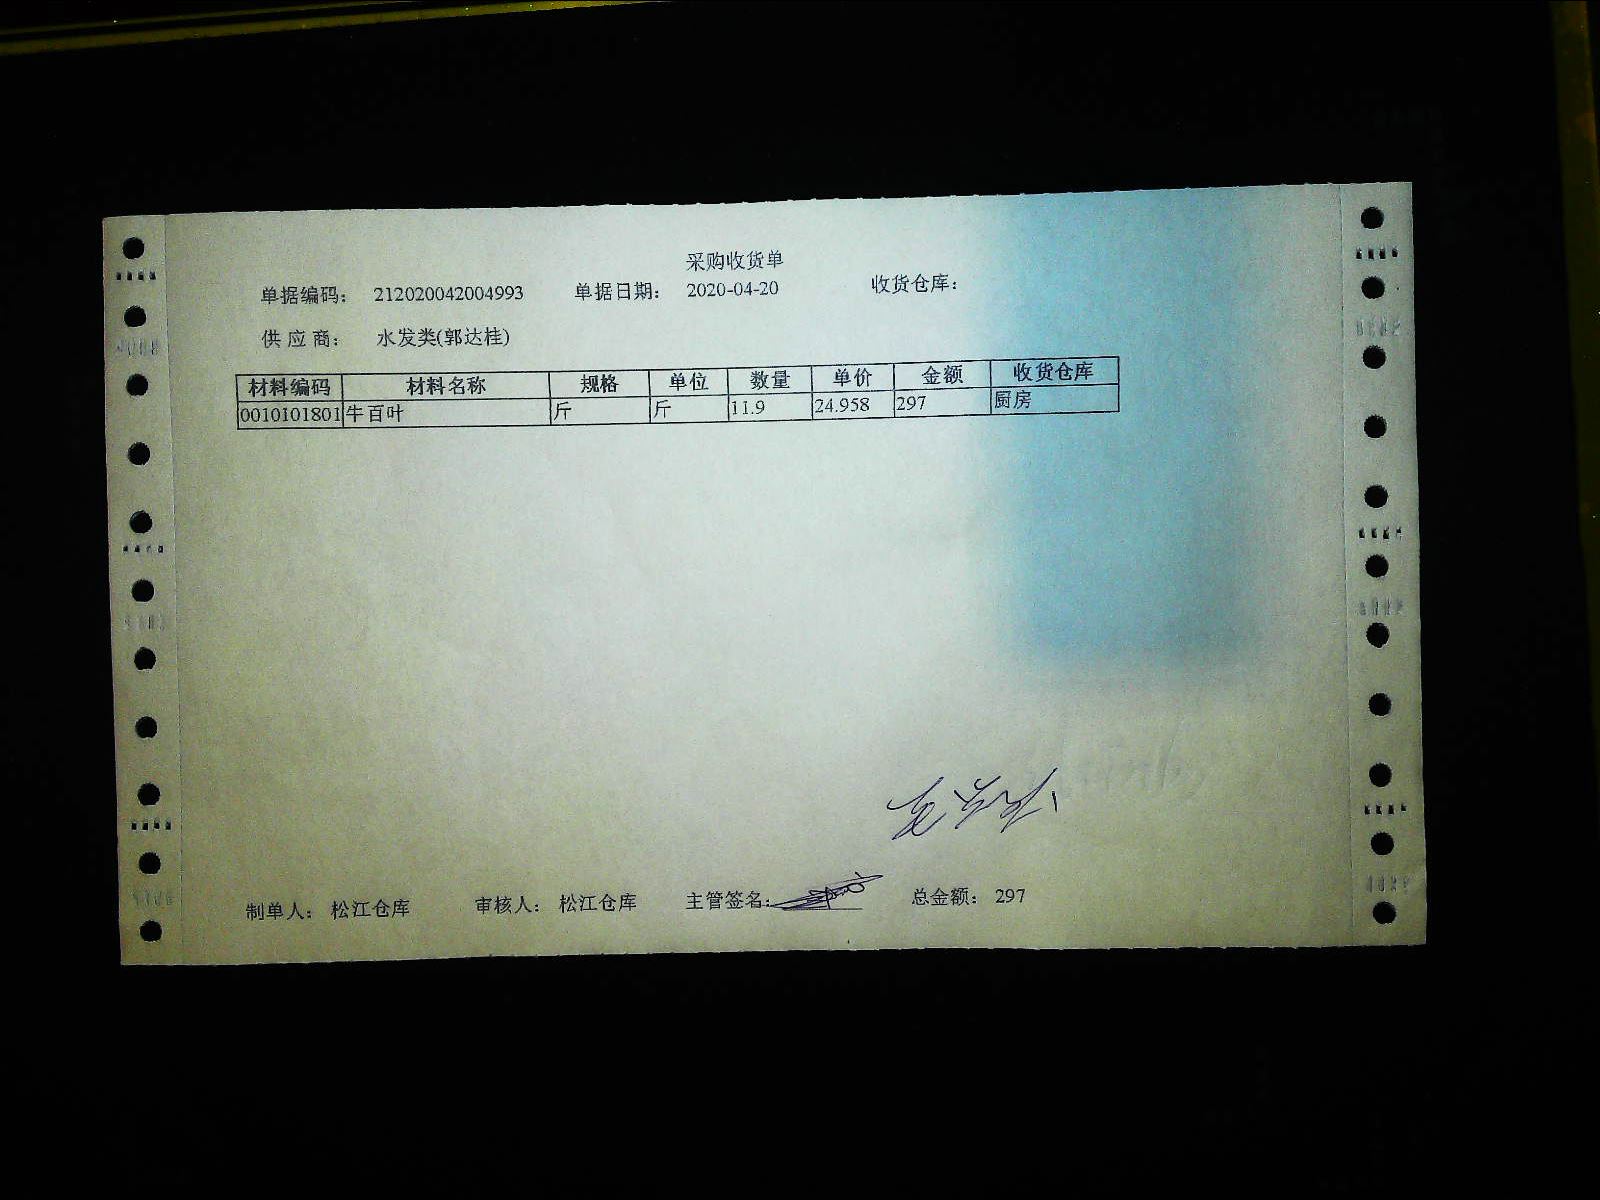 采购收货单
单据编码： 212020042004993 单据日期： 2020-04-20 收货仓库：
供 应 商： 水发类(郭达桂)
材料编码 材料名称 规格 单位 数量 单价 金额 收货仓库
0010101801 牛百叶 斤 斤 11.9 24.958 297 厨房
制单人： 松江仓库 审核人： 松江仓库 主管签名： 总金额： 297